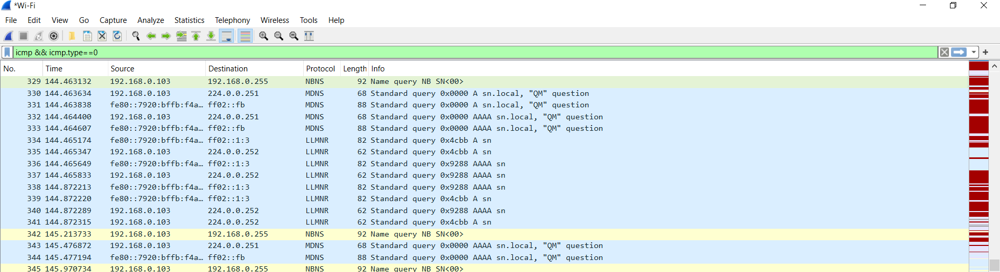 *Wi-Fi
File Edit View Go Capture Analyze Statistics Telephony Wireless Tools Help
icmp && icmp.type==0
No. Time Source Destination Protocol Length Info
329 144.463132 192.168.0.103 192.168.0.255 NBNS 92 Name query NB SN<00>
330 144.463634 192.168.0.103 224.0.0.251 MDNS 68 Standard query 0x0000 A sn.local, "QM" question
331 144.463838 fe80::7920:bffb:f4a… ff02::fb MDNS 88 Standard query 0x0000 A sn.local, "QM" question
332 144.464400 192.168.0.103 224.0.0.251 MDNS 68 Standard query 0x0000 AAAA sn.local, "QM" question
333 144.464607 fe80::7920:bffb:f4a… ff02::fb MDNS 88 Standard query 0x0000 AAAA sn.local, "QM" question
334 144.465174 fe80::7920:bffb:f4a… ff02::1:3 LLMNR 82 Standard query 0x4cbb A sn
335 144.465347 192.168.0.103 224.0.0.252 LLMNR 62 Standard query 0x4cbb A sn
336 144.465649 fe80::7920:bffb:f4a… ff02::1:3 LLMNR 82 Standard query 0x9288 AAAA sn
337 144.465833 192.168.0.103 224.0.0.252 LLMNR 62 Standard query 0x9288 AAAA sn
338 144.872213 fe80::7920:bffb:f4a… ff02::1:3 LLMNR 82 Standard query 0x9288 AAAA sn
339 144.872220 fe80::7920:bffb:f4a… ff02::1:3 LLMNR 82 Standard query 0x4cbb A sn
340 144.872289 192.168.0.103 224.0.0.252 LLMNR 62 Standard query 0x9288 AAAA sn
341 144.872315 192.168.0.103 224.0.0.252 LLMNR 62 Standard query 0x4cbb A sn
342 145.213733 192.168.0.103 192.168.0.255 NBNS 92 Name query NB SN<00>
343 145.476872 192.168.0.103 224.0.0.251 MDNS 68 Standard query 0x0000 AAAA sn.local, "QM" question
344 145.477194 fe80::7920:bffb:f4a… ff02::fb MDNS 88 Standard query 0x0000 AAAA sn.local, "QM" question
345 145.970734 192.168.0.103 192.168.0.255 NBNS 92 Name query NB SN<00>